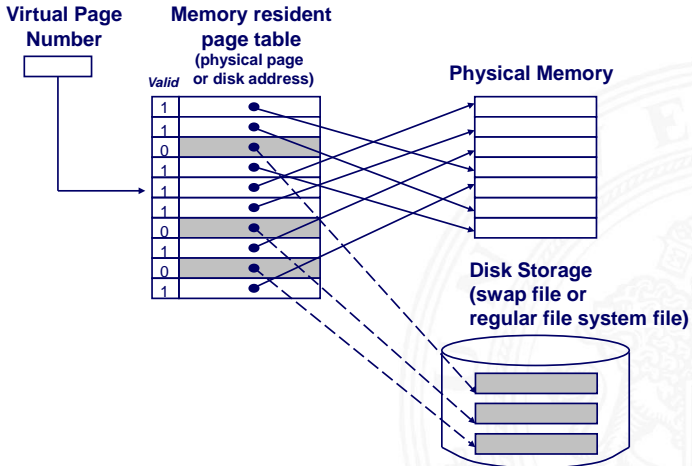 Virtual Page
Number
Memory resident
page table
(physical page
or disk address)
Valid
Physical Memory
1
1
0
1
1
1
0
1
0
1
Disk Storage
(swap file or
regular file system file)